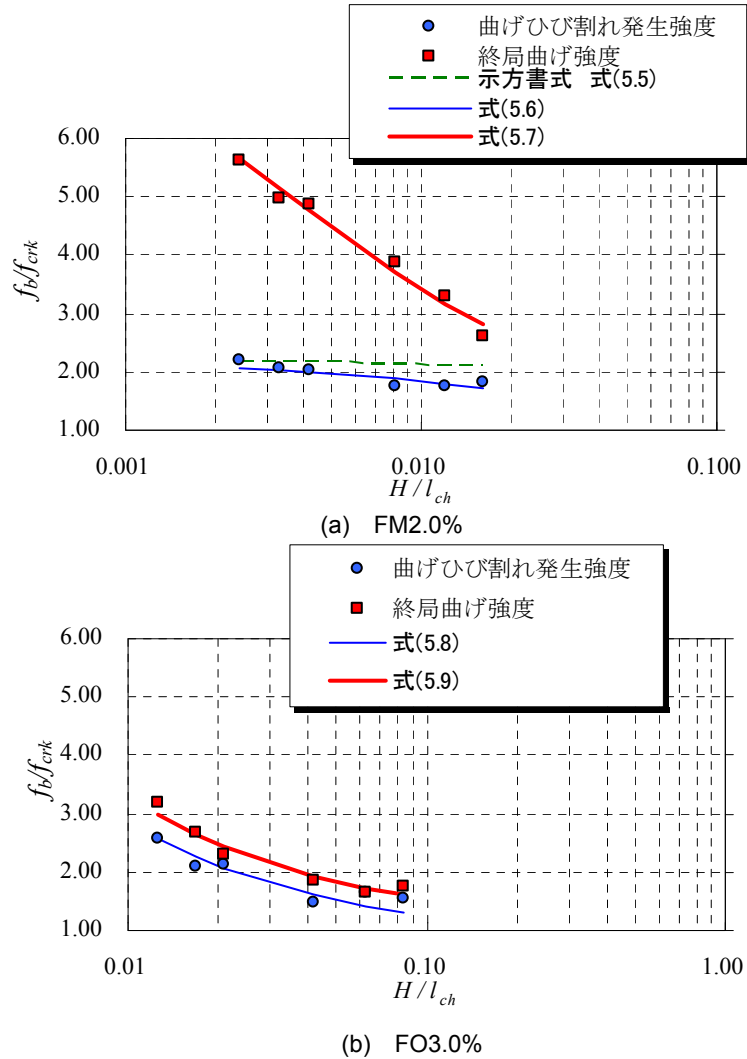 曲げひび割れ発生強度
終局曲げ強度
示方書式 式(5.5)
式(5.6)
式(5.7)
6.00
5.00
4.00
3.00
2.00
1.00
f_b/f_crk
0.001
0.010
0.100
H / l_ch
(a) FM2.0%
曲げひび割れ発生強度
終局曲げ強度
式(5.8)
式(5.9)
6.00
5.00
4.00
3.00
2.00
1.00
f_b/f_crk
0.01
0.10
1.00
H / l_ch
(b) FO3.0%